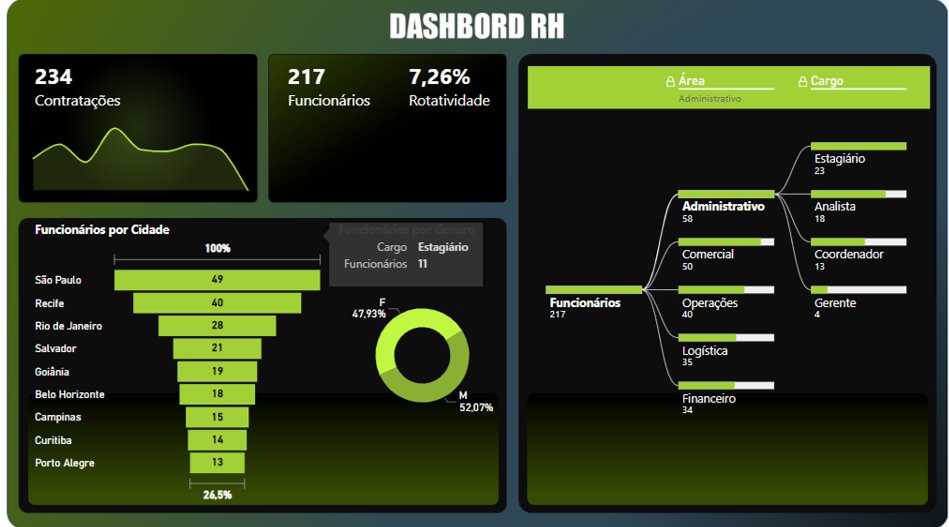 DASHBORD RH
234
Contratações
217
Funcionários
7,26%
Rotatividade
Funcionários por Cidade
100%
São Paulo 49
Recife 40
Rio de Janeiro 28
Salvador 21
Goiânia 19
Belo Horizonte 18
Campinas 15
Curitiba 14
Porto Alegre 13
26,5%
Funcionários por Genero
Cargo Estagiário
Funcionários 11
F
47,93%
M
52,07%
Área
Administrativo
Cargo
Funcionários
217
Administrativo
58
Comercial
50
Operações
40
Logística
35
Financeiro
34
Estagiário
23
Analista
18
Coordenador
13
Gerente
4